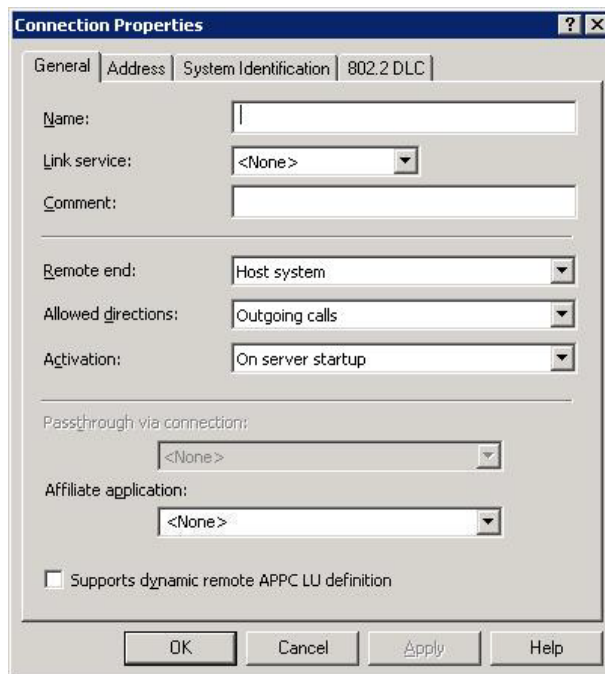 Connection Properties
General Address System Identification 802.2 DLC
Name:
Link service: <None>
Comment:
Remote end: Host system
Allowed directions: Outgoing calls
Activation: On server startup
Passthrough via connection:
<None>
Affiliate application:
<None>
Supports dynamic remote APPC LU definition
OK Cancel Apply Help